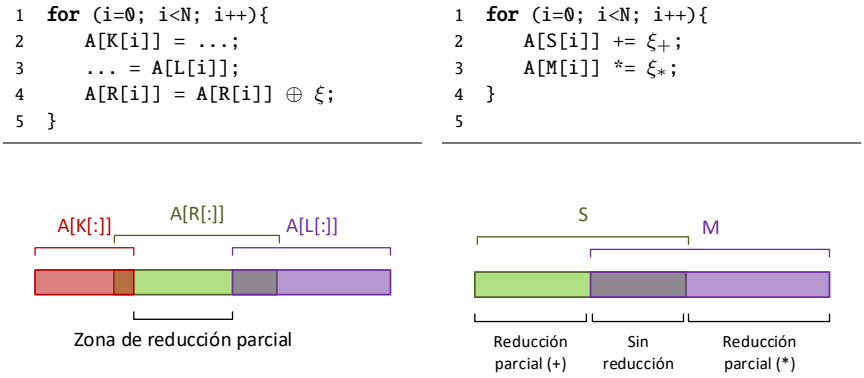 1 for (i=0; i<N; i++){
2 A[K[i]] = ...;
3 ... = A[L[i]];
4 A[R[i]] = A[R[i]] ⊕ ξ;
5 }
1 for (i=0; i<N; i++){
2 A[S[i]] += ξ₊;
3 A[M[i]] *= ξ∗;
4 }
5
A[K[:]]
A[R[:]]
A[L[:]]
Zona de reducción parcial
S
M
Reducción
parcial (+)
Sin
reducción
Reducción
parcial (*)